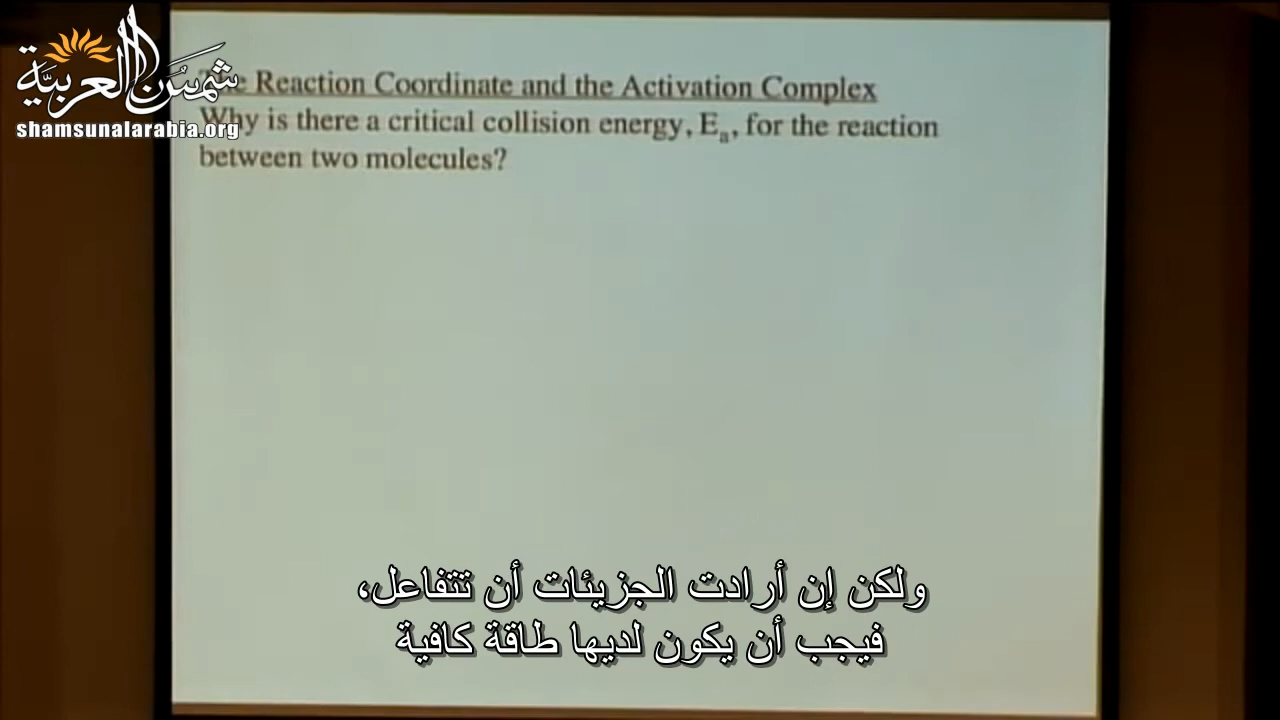 شمس العربية
shamsunalarabia.org
The Reaction Coordinate and the Activation Complex
Why is there a critical collision energy, Eₐ, for the reaction
between two molecules?
ولكن إن أرادت الجزيئات أن تتفاعل،
فيجب أن يكون لديها طاقة كافية